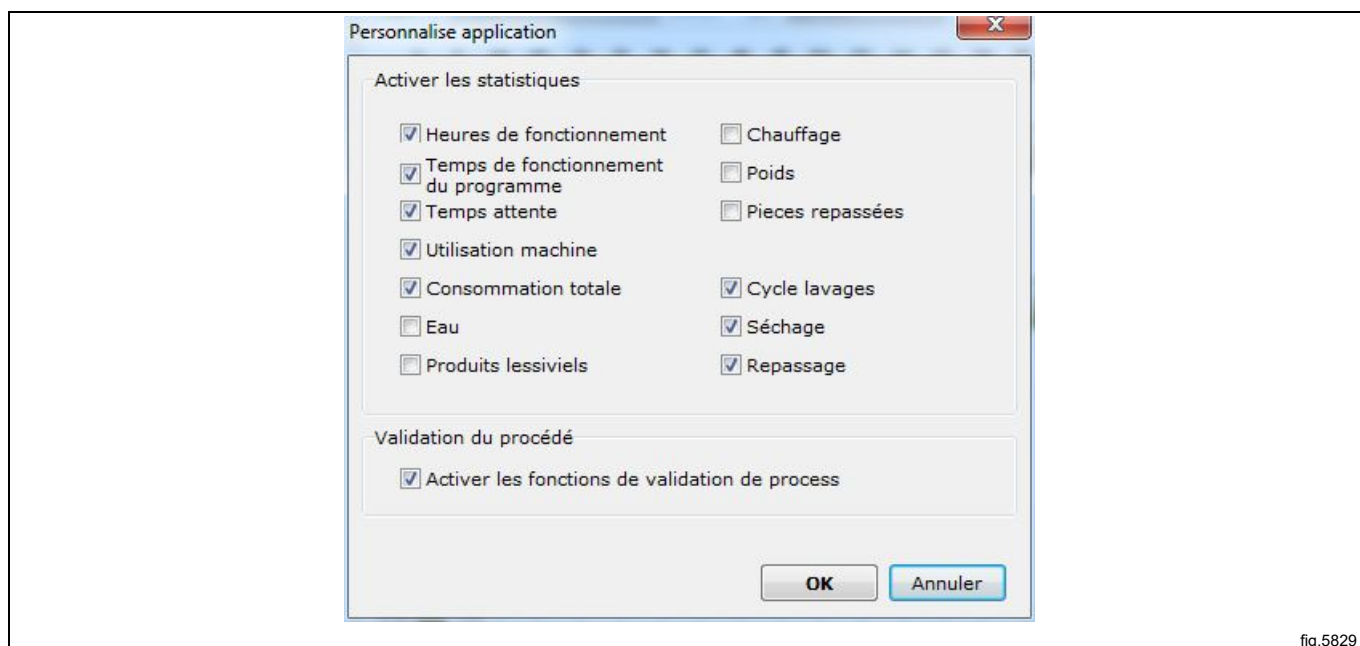 Personnalise application
X
Activer les statistiques
Heures de fonctionnement
Chauffage
Temps de fonctionnement
du programme
Poids
Temps attente
Pieces repassées
Utilisation machine
Consommation totale
Cycle lavages
Eau
Séchage
Produits lessiviels
Repassage
Validation du procédé
Activer les fonctions de validation de process
OK
Annuler
fig.5829